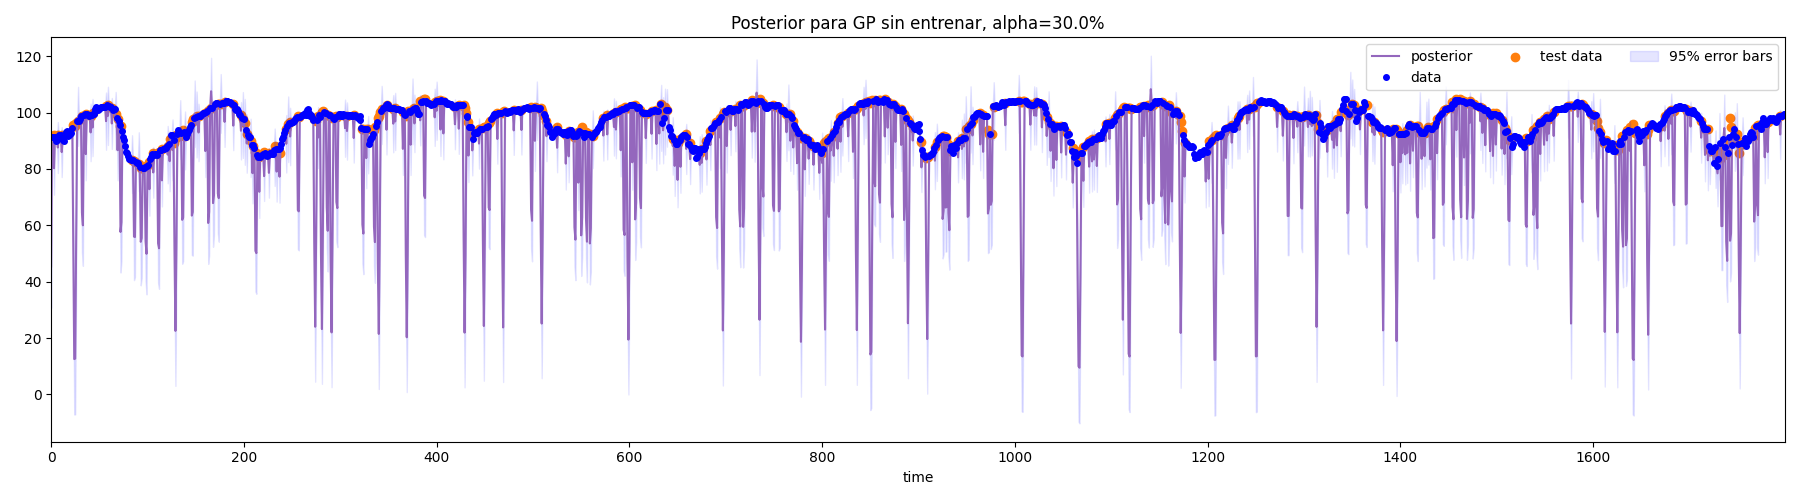 Posterior para GP sin entrenar, alpha=30.0%
posterior
data
test data
95% error bars
120
100
80
60
40
20
0
0 200 400 600 800 1000 1200 1400 1600
time